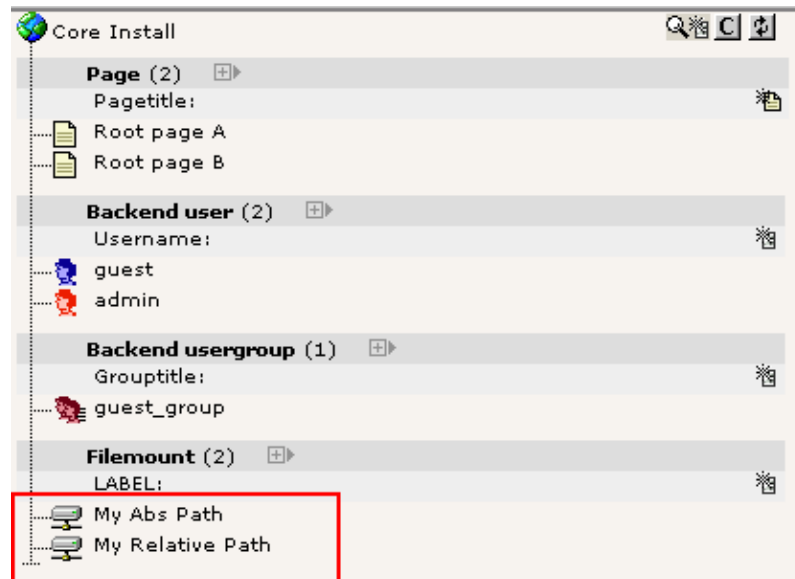 Core Install C
Page (2)
Pagetitle:
Root page A
Root page B
Backend user (2)
Username:
guest
admin
Backend usergroup (1)
Grouptitle:
guest_group
Filemount (2)
LABEL:
My Abs Path
My Relative Path